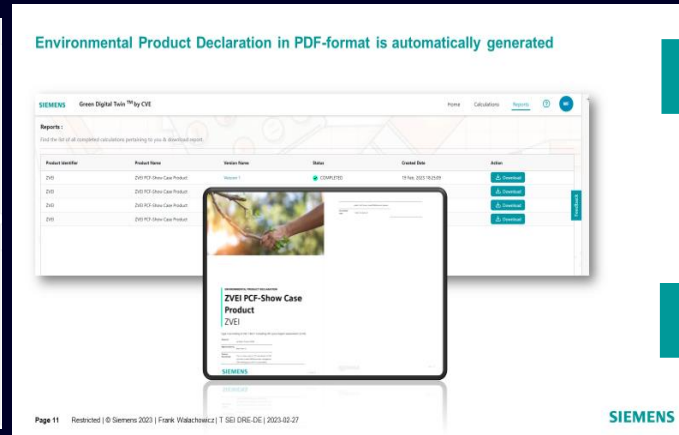 Environmental Product Declaration in PDF-format is automatically generated
SIEMENS Green Digital Twin ™ by CVE Home Calculations Reports ?
Reports :
Find the list of all completed calculations pertaining to you & download report.
Product Identifier Product Name Version Name Status Created Date Action
ZVEI ZVEI PCF-Show Case Product Version 1 COMPLETED 19 Feb. 2023 Download
ZVEI ZVEI PCF-Show Case Product Download
ZVEI ZVEI PCF-Show Case Product Download
ZVEI ZVEI PCF-Show Case Product Download
Feedback
ENVIRONMENTAL PRODUCT DECLARATION
ZVEI PCF-Show Case
Product
ZVEI
SIEMENS
Page 11 Restricted | © Siemens 2023 | Frank Walachowicz | T SEI DRE-DE | 2023-02-27
SIEMENS